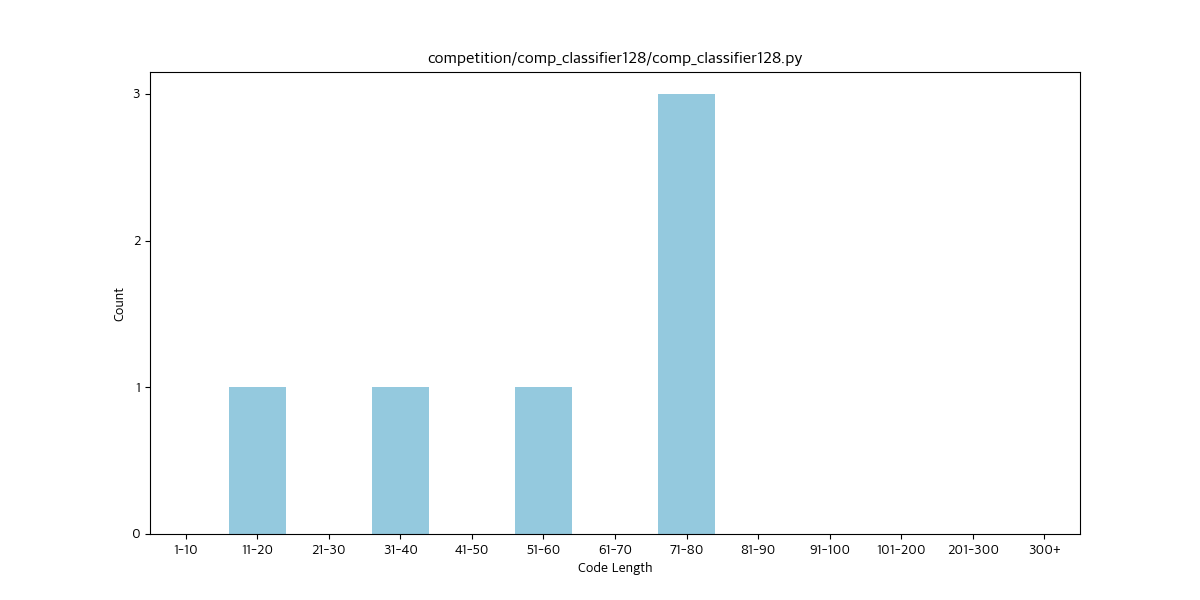 competition/comp_classifier128/comp_classifier128.py
Count
3
2
1
0
1-10 11-20 21-30 31-40 41-50 51-60 61-70 71-80 81-90 91-100 101-200 201-300 300+
Code Length